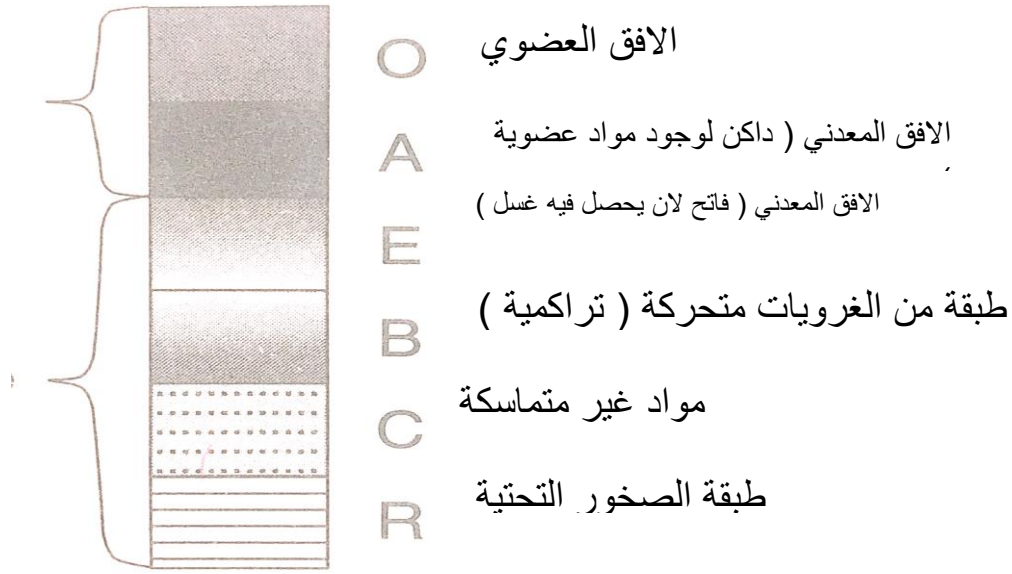 O الافق العضوي
A الافق المعدني ( داكن لوجود مواد عضوية
E الافق المعدني ( فاتح لان يحصل فيه غسل )
B طبقة من الغرويات متحركة ( تراكمية )
C مواد غير متماسكة
R طبقة الصخور التحتية